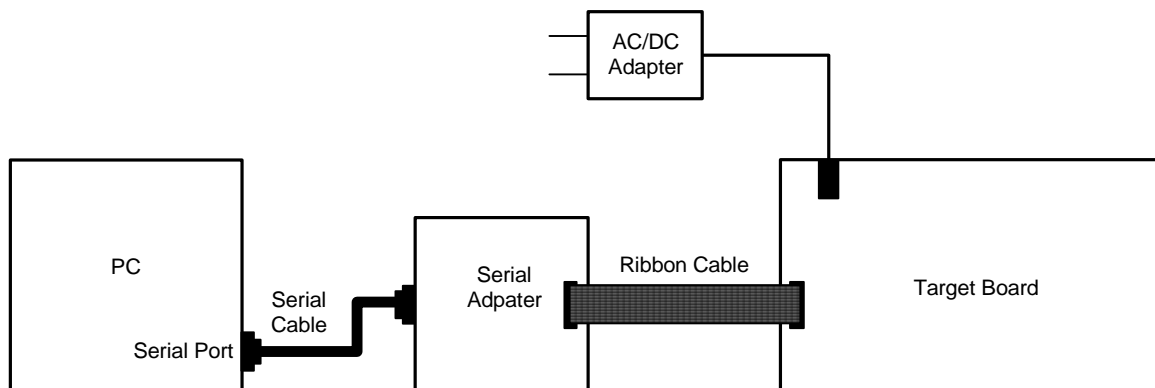 AC/DC
Adapter
PC
Serial
Cable
Serial Port
Serial
Adpater
Ribbon Cable
Target Board